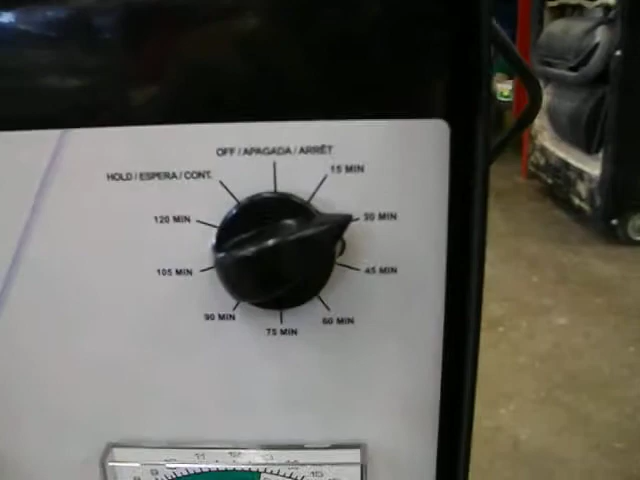 OFF / APAGADA / ARRÊT
HOLD / ESPERA / CONT.
15 MIN
120 MIN
30 MIN
105 MIN
45 MIN
90 MIN
75 MIN
60 MIN